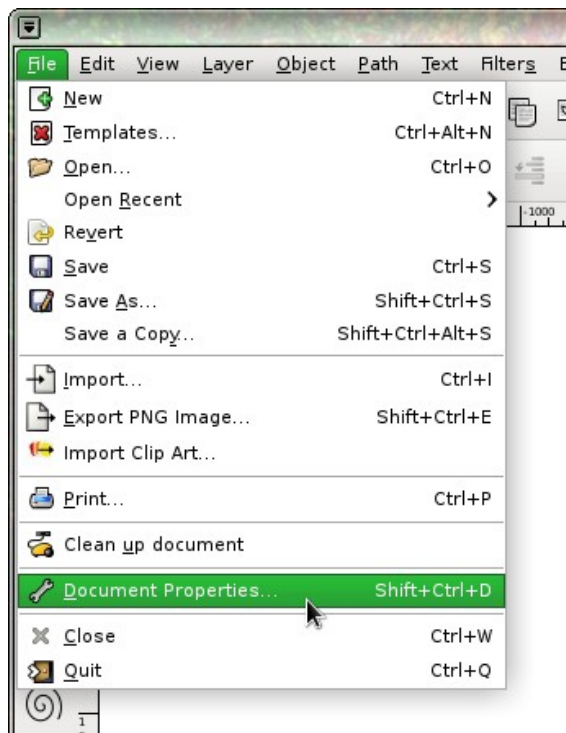 File Edit View Layer Object Path Text Filters
New Ctrl+N
Templates... Ctrl+Alt+N
Open... Ctrl+O
Open Recent
-1000
Revert
Save Ctrl+S
Save As... Shift+Ctrl+S
Save a Copy... Shift+Ctrl+Alt+S
Import... Ctrl+I
Export PNG Image... Shift+Ctrl+E
Import Clip Art...
Print... Ctrl+P
Clean up document
Document Properties... Shift+Ctrl+D
Close Ctrl+W
Quit Ctrl+Q
1